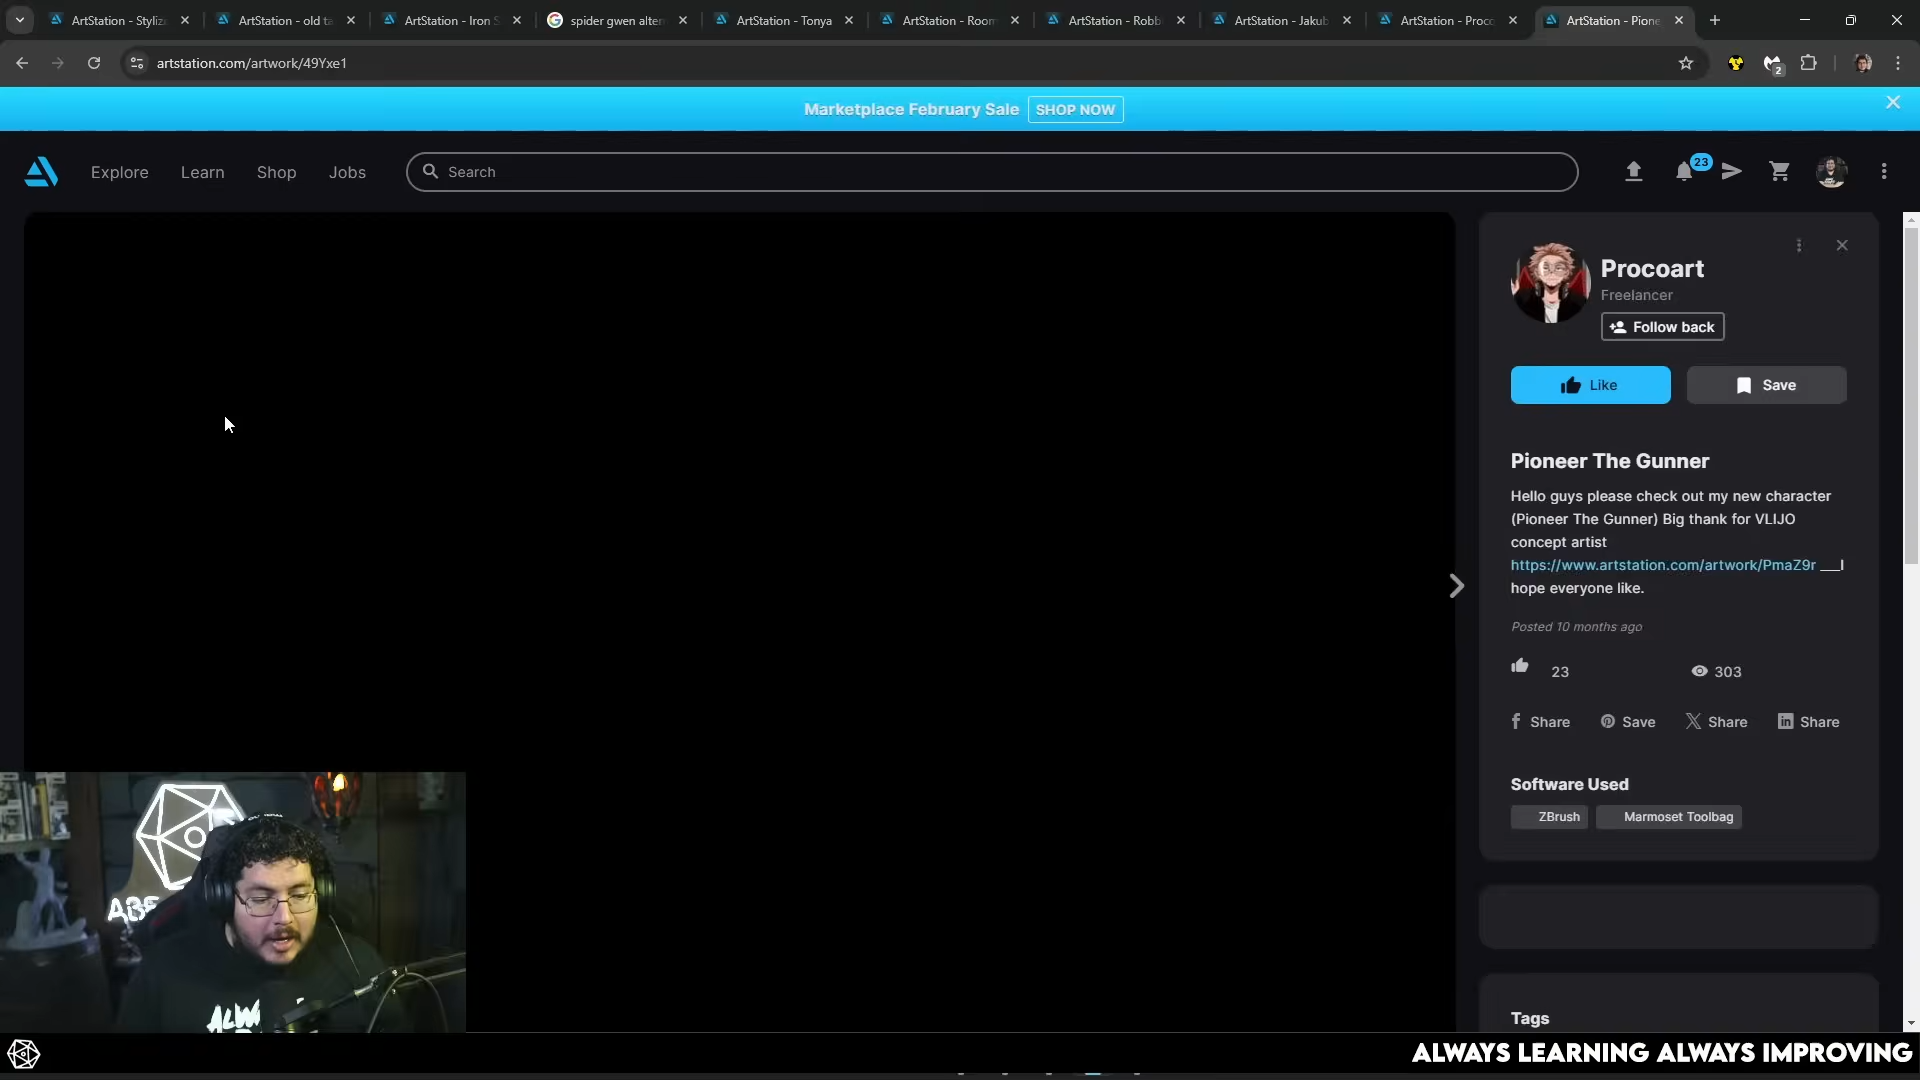 ArtStation - Styliz
ArtStation - old ta
ArtStation - Iron S
spider gwen alter
ArtStation - Tonya
ArtStation - Room
ArtStation - Robb
ArtStation - Jakub
ArtStation - Proco
ArtStation - Pione
artstation.com/artwork/49Yxe1
2
Marketplace February Sale SHOP NOW
Explore
Learn
Shop
Jobs
Search
23
Procoart
Freelancer
Follow back
Like
Save
Pioneer The Gunner
Hello guys please check out my new character
(Pioneer The Gunner) Big thank for VLIJO
concept artist
https://www.artstation.com/artwork/PmaZ9r ___I
hope everyone like.
Posted 10 months ago
23
303
Share
Save
Share
Share
Software Used
ZBrush
Marmoset Toolbag
Tags
ABE
ALWA
ALWAYS LEARNING ALWAYS IMPROVING